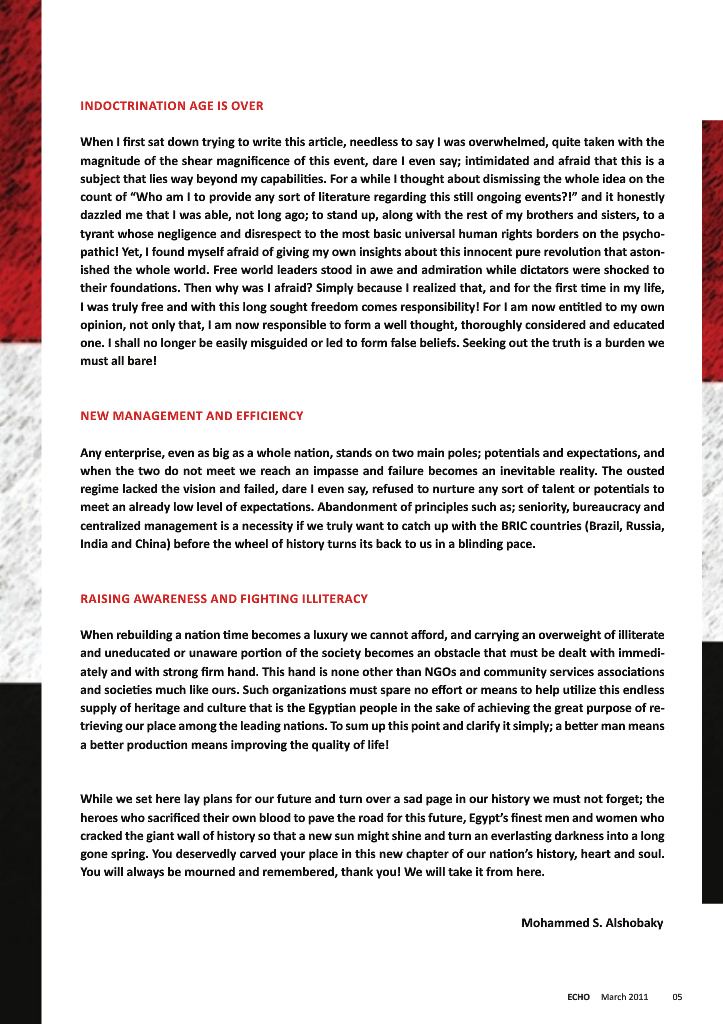 INDOCTRINATION AGE IS OVER
When I first sat down trying to write this article, needless to say I was overwhelmed, quite taken with the
magnitude of the shear magnificence of this event, dare I even say; intimidated and afraid that this is a
subject that lies way beyond my capabilities. For a while I thought about dismissing the whole idea on the
count of “Who am I to provide any sort of literature regarding this still ongoing events?!” and it honestly
dazzled me that I was able, not long ago; to stand up, along with the rest of my brothers and sisters, to a
tyrant whose negligence and disrespect to the most basic universal human rights borders on the psycho-
pathic! Yet, I found myself afraid of giving my own insights about this innocent pure revolution that aston-
ished the whole world. Free world leaders stood in awe and admiration while dictators were shocked to
their foundations. Then why was I afraid? Simply because I realized that, and for the first time in my life,
I was truly free and with this long sought freedom comes responsibility! For I am now entitled to my own
opinion, not only that, I am now responsible to form a well thought, thoroughly considered and educated
one. I shall no longer be easily misguided or led to form false beliefs. Seeking out the truth is a burden we
must all bare!
NEW MANAGEMENT AND EFFICIENCY
Any enterprise, even as big as a whole nation, stands on two main poles; potentials and expectations, and
when the two do not meet we reach an impasse and failure becomes an inevitable reality. The ousted
regime lacked the vision and failed, dare I even say, refused to nurture any sort of talent or potentials to
meet an already low level of expectations. Abandonment of principles such as; seniority, bureaucracy and
centralized management is a necessity if we truly want to catch up with the BRIC countries (Brazil, Russia,
India and China) before the wheel of history turns its back to us in a blinding pace.
RAISING AWARENESS AND FIGHTING ILLITERACY
When rebuilding a nation time becomes a luxury we cannot afford, and carrying an overweight of illiterate
and uneducated or unaware portion of the society becomes an obstacle that must be dealt with immedi-
ately and with strong firm hand. This hand is none other than NGOs and community services associations
and societies much like ours. Such organizations must spare no effort or means to help utilize this endless
supply of heritage and culture that is the Egyptian people in the sake of achieving the great purpose of re-
trieving our place among the leading nations. To sum up this point and clarify it simply; a better man means
a better production means improving the quality of life!
While we set here lay plans for our future and turn over a sad page in our history we must not forget; the
heroes who sacrificed their own blood to pave the road for this future, Egypt’s finest men and women who
cracked the giant wall of history so that a new sun might shine and turn an everlasting darkness into a long
gone spring. You deservedly carved your place in this new chapter of our nation’s history, heart and soul.
You will always be mourned and remembered, thank you! We will take it from here.
Mohammed S. Alshobaky
ECHO March 2011 05